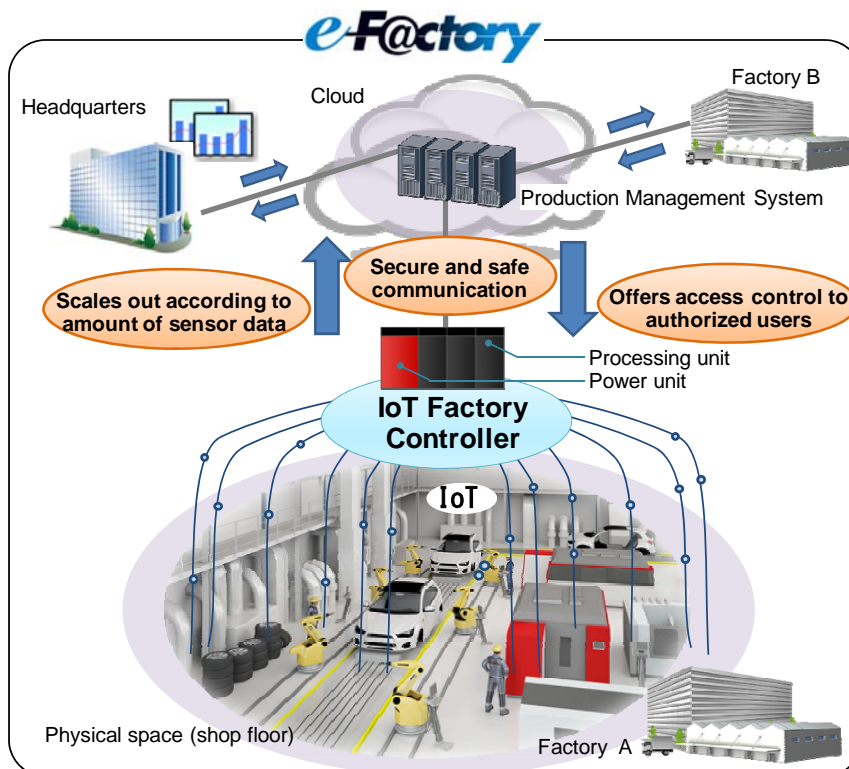 e-F@ctory
Headquarters
Cloud
Factory B
Production Management System
Scales out according to
amount of sensor data
Secure and safe
communication
Offers access control to
authorized users
Processing unit
Power unit
IoT Factory
Controller
IoT
Physical space (shop floor)
Factory A